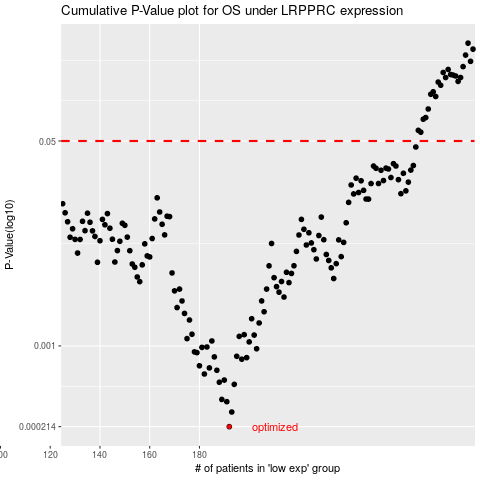 Cumulative P-Value plot for OS under LRPPRC expression
P-Value(log10)
0.05
0.001
0.000214
optimized
00 120 140 160 180
# of patients in 'low exp' group